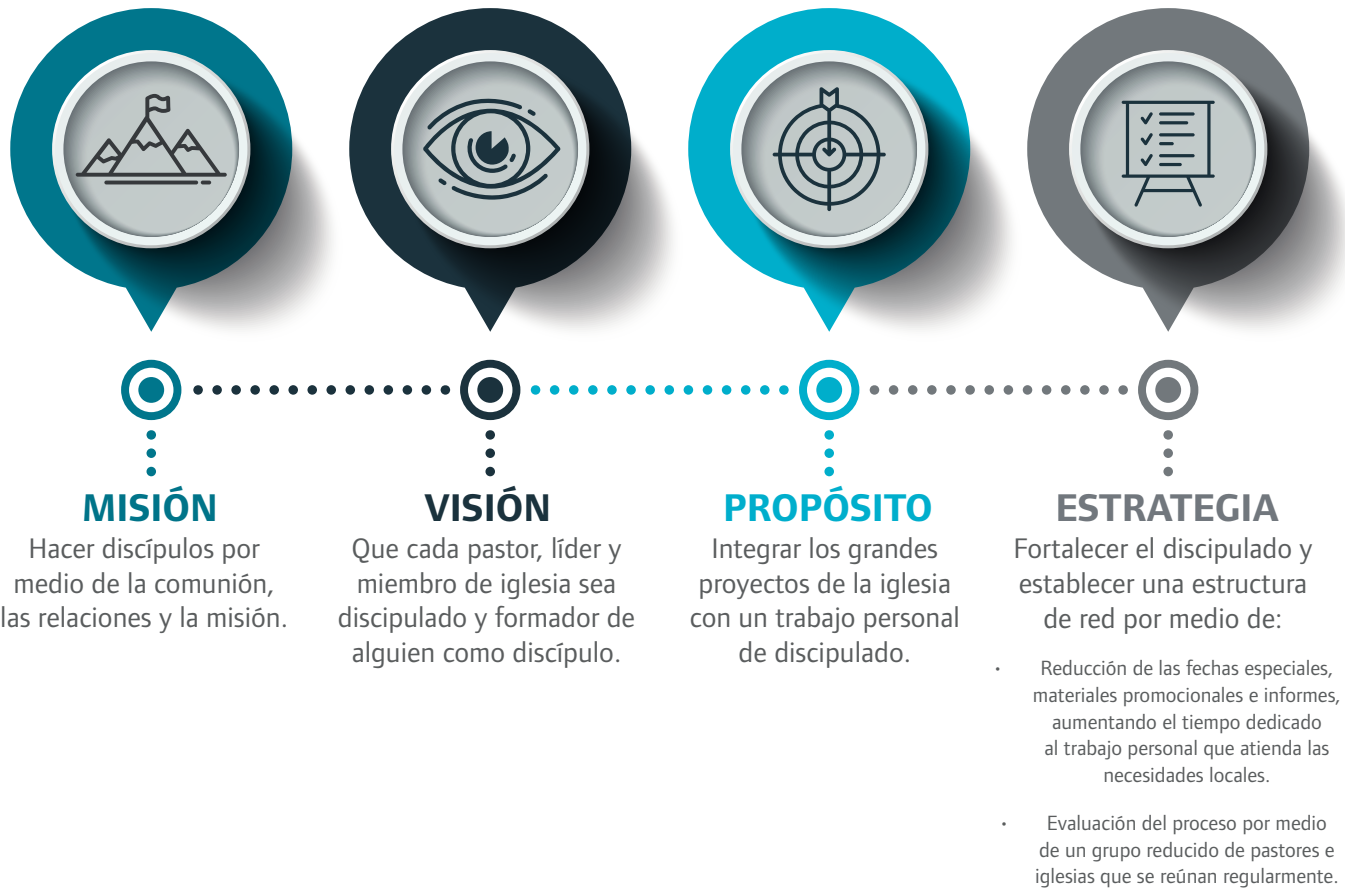 MISIÓN
Hacer discípulos por
medio de la comunión,
las relaciones y la misión.
VISIÓN
Que cada pastor, líder y
miembro de iglesia sea
discipulado y formador de
alguien como discípulo.
PROPÓSITO
Integrar los grandes
proyectos de la iglesia
con un trabajo personal
de discipulado.
ESTRATEGIA
Fortalecer el discipulado y
establecer una estructura
de red por medio de:
• Reducción de las fechas especiales,
materiales promocionales e informes,
aumentando el tiempo dedicado
al trabajo personal que atienda las
necesidades locales.
• Evaluación del proceso por medio
de un grupo reducido de pastores e
iglesias que se reúnan regularmente.